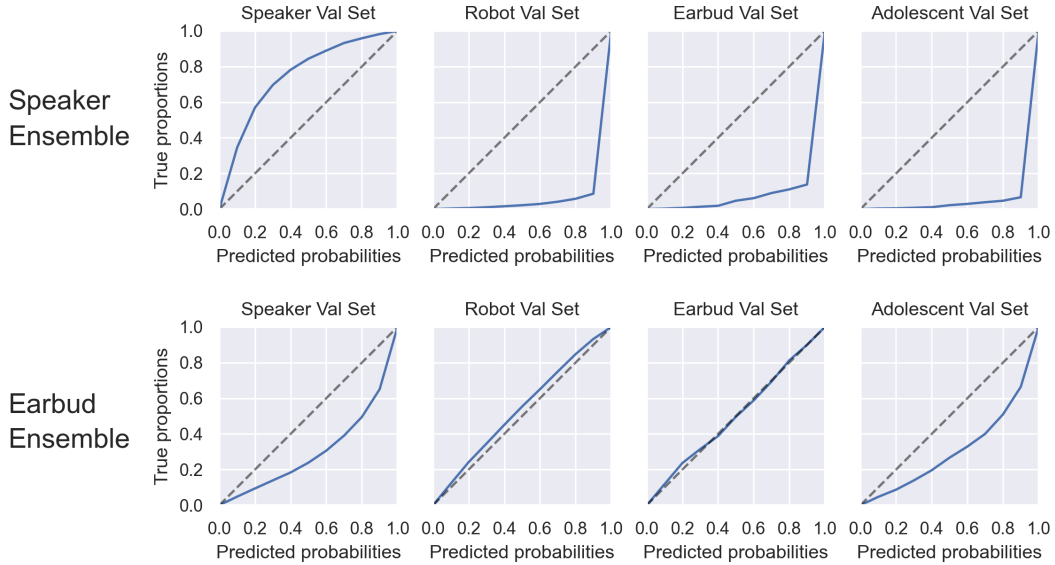 Speaker Val Set
Robot Val Set
Earbud Val Set
Adolescent Val Set
Speaker
Ensemble
True proportions
1.0
0.8
0.6
0.4
0.2
0.0
0.0 0.2 0.4 0.6 0.8 1.0
0.0 0.2 0.4 0.6 0.8 1.0
0.0 0.2 0.4 0.6 0.8 1.0
0.0 0.2 0.4 0.6 0.8 1.0
Predicted probabilities
Predicted probabilities
Predicted probabilities
Predicted probabilities
Speaker Val Set
Robot Val Set
Earbud Val Set
Adolescent Val Set
Earbud
Ensemble
True proportions
1.0
0.8
0.6
0.4
0.2
0.0
0.0 0.2 0.4 0.6 0.8 1.0
0.0 0.2 0.4 0.6 0.8 1.0
0.0 0.2 0.4 0.6 0.8 1.0
0.0 0.2 0.4 0.6 0.8 1.0
Predicted probabilities
Predicted probabilities
Predicted probabilities
Predicted probabilities